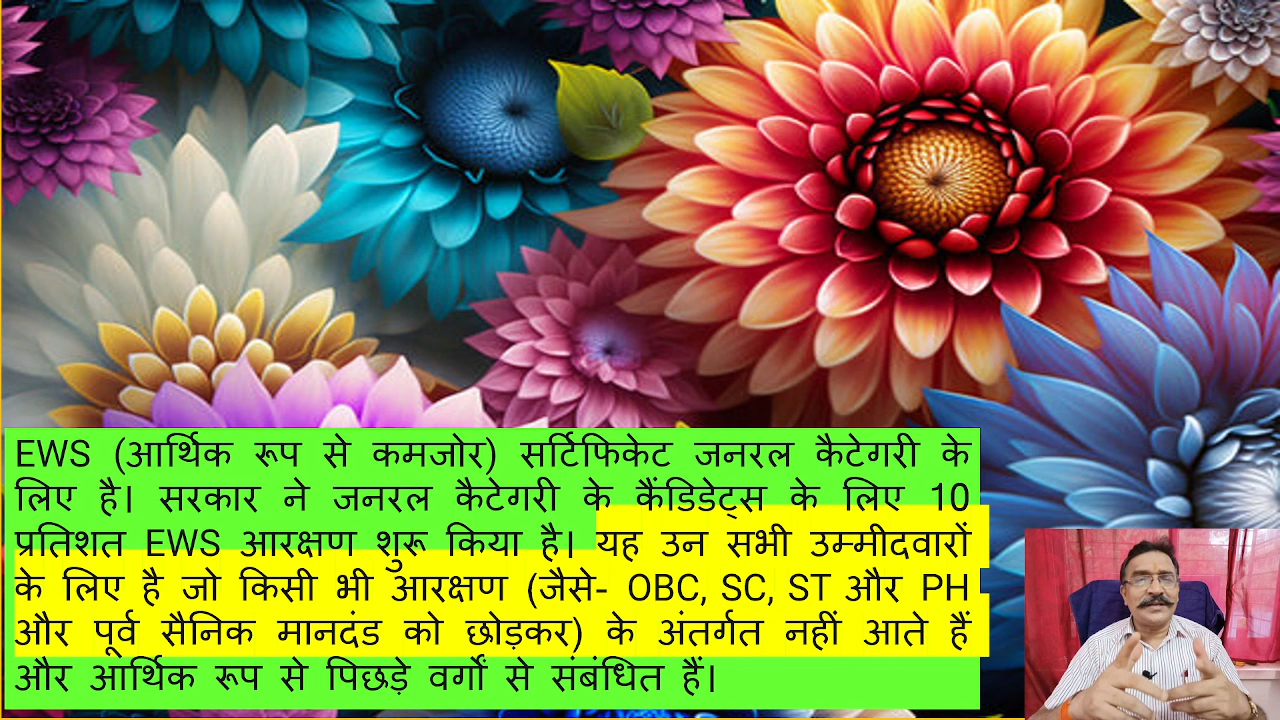 EWS (आर्थिक रूप से कमजोर) सर्टिफिकेट जनरल कैटेगरी के
लिए है। सरकार ने जनरल कैटेगरी के कैंडिडेट्स के लिए 10
प्रतिशत EWS आरक्षण शुरू किया है। यह उन सभी उम्मीदवारों
के लिए है जो किसी भी आरक्षण (जैसे- OBC, SC, ST और PH
और पूर्व सैनिक मानदंड को छोड़कर) के अंतर्गत नहीं आते हैं
और आर्थिक रूप से पिछड़े वर्गों से संबंधित हैं।